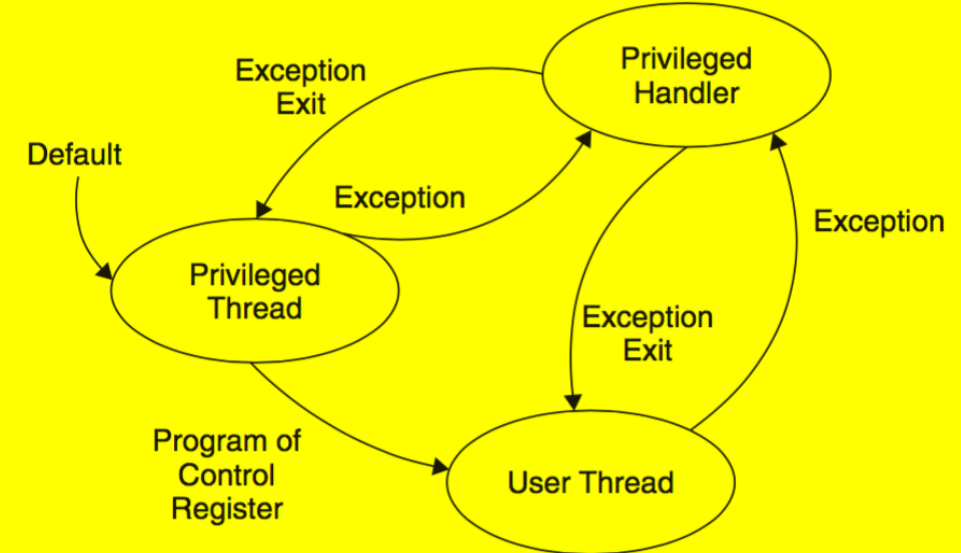 Privileged
Handler
Exception
Exit
Default
Exception
Exception
Privileged
Thread
Exception
Exit
Program of
Control
Register
User Thread